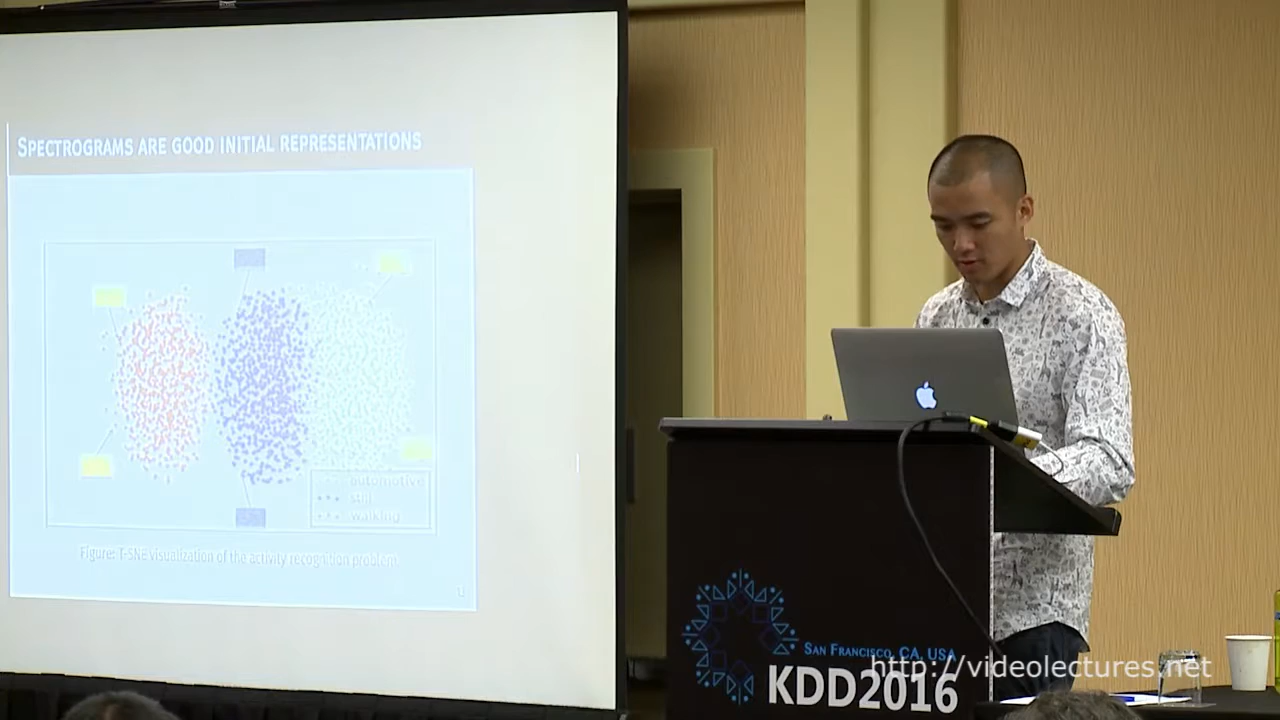 SPECTROGRAMS ARE GOOD INITIAL REPRESENTATIONS
automotive
still
walking
Figure: T-SNE visualization of the activity recognition problem.
SAN FRANCISCO, CA, USA
KDD2016
http://videolectures.net